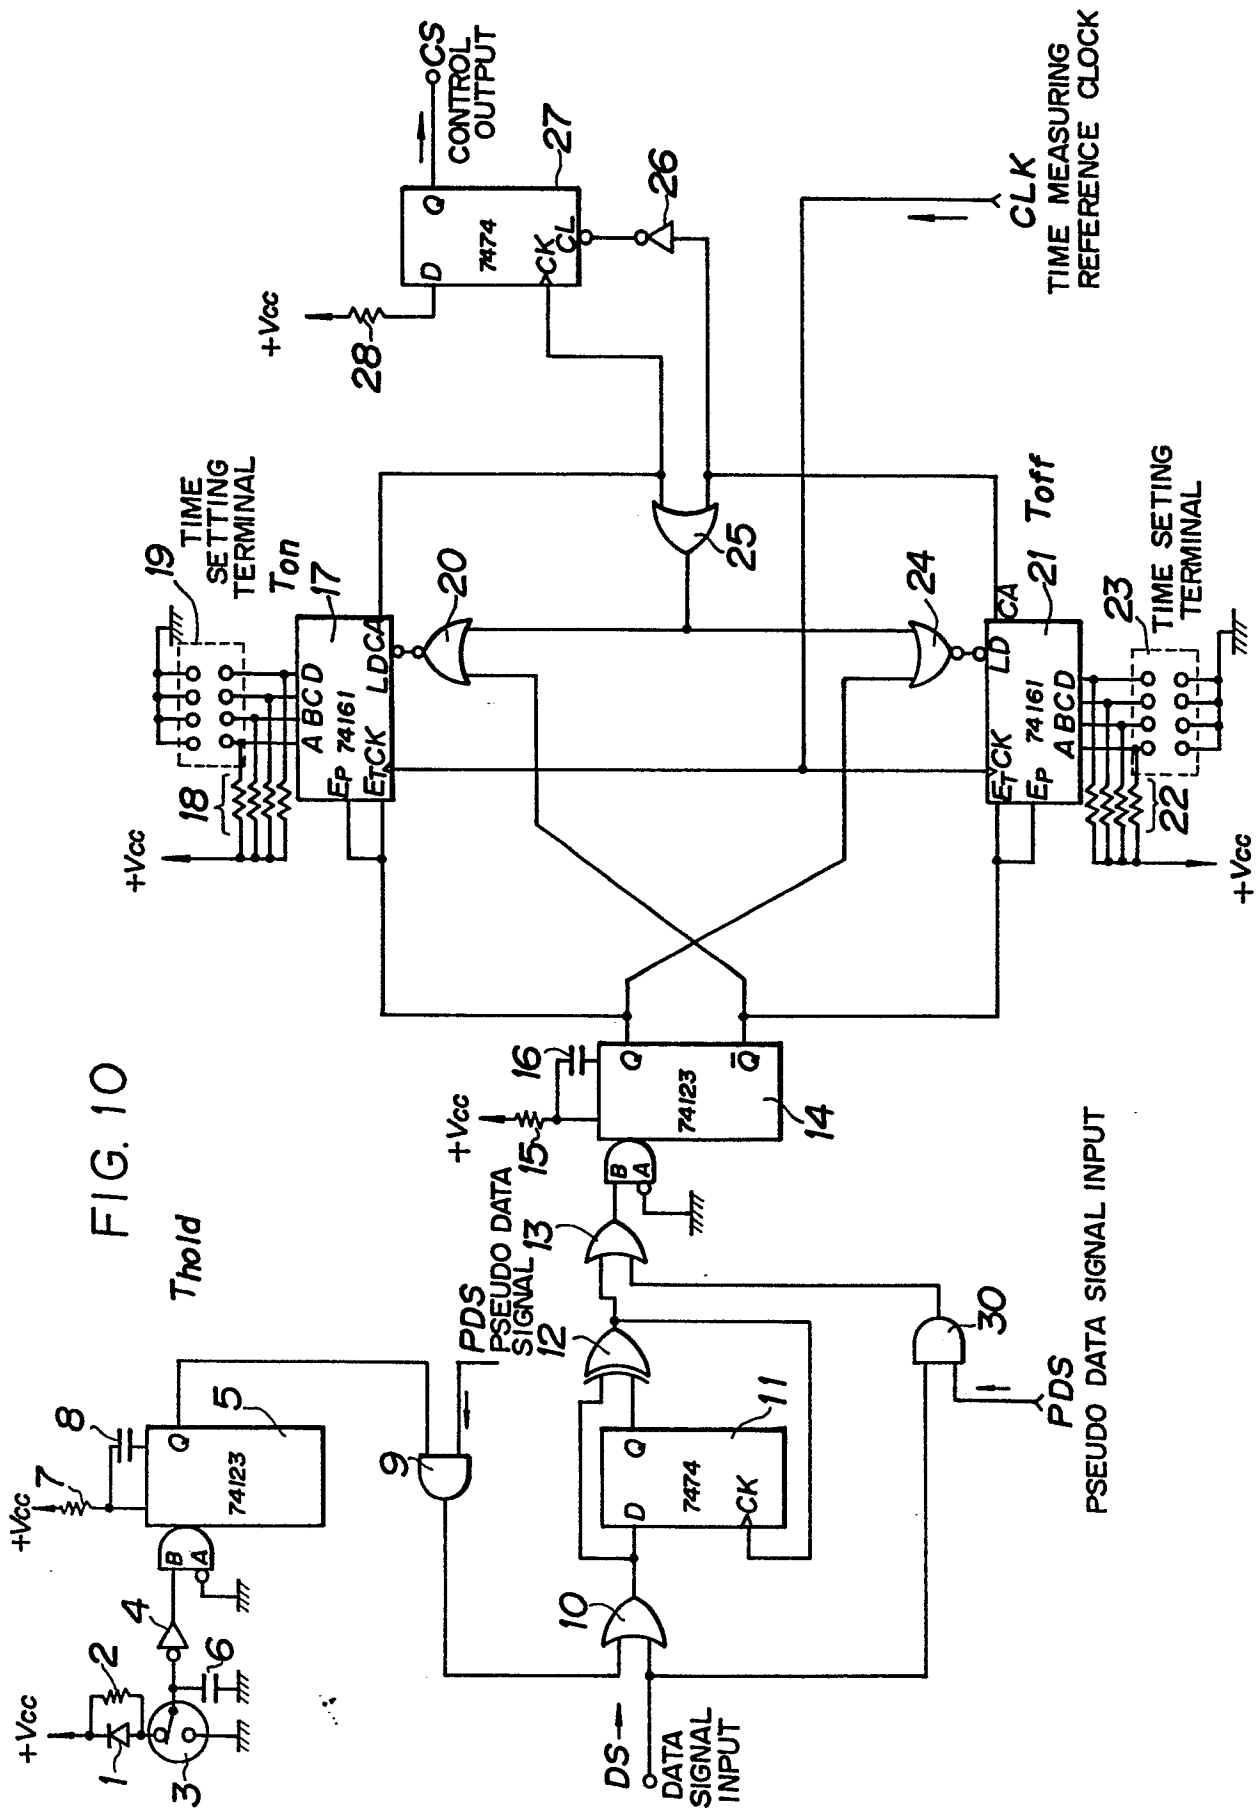 FIG. 10
+Vcc
1
2
3
4
6
+Vcc
7
8
B
A
74123
Q
5
Thold
9
PDS
PSEUDO DATA
SIGNAL
DS
DATA
SIGNAL
INPUT
10
D
Q
7474
CK
11
12
13
30
PDS
PSEUDO DATA SIGNAL INPUT
+Vcc
15
16
B
A
74123
Q
Q̅
14
+Vcc
18
19
TIME
SETTING
TERMINAL
Ton
17
A B C D
EP 74161
ET CK LD CA
20
25
24
ET CK LD CA
EP 74161
A B C D
21 Toff
22
23
TIME SETING
TERMINAL
+Vcc
+Vcc
28
D
Q
7474
CK
CL
27
26
CS
CONTROL
OUTPUT
CLK
TIME MEASURING
REFERENCE CLOCK